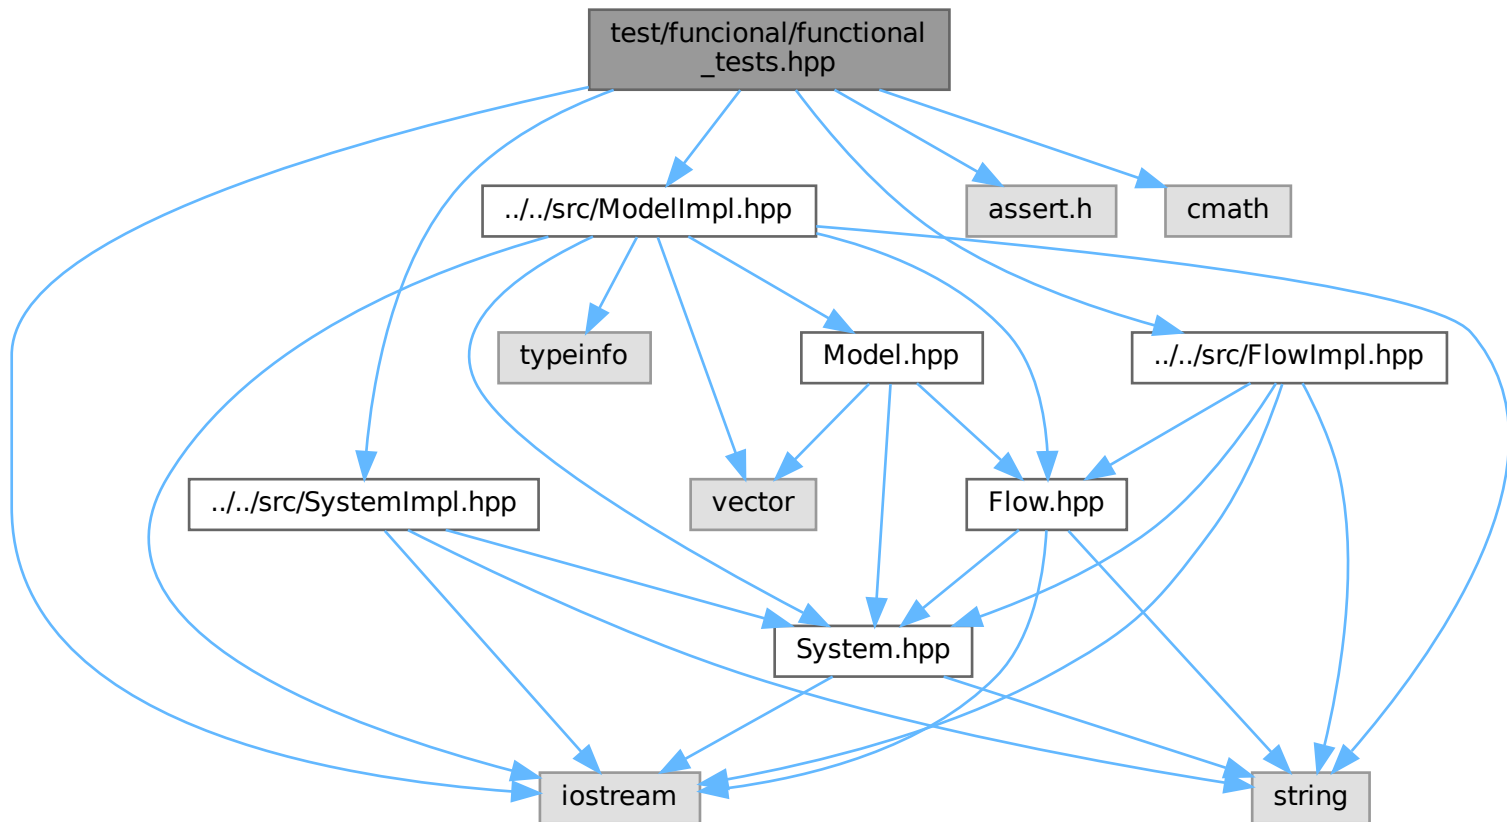 test/funcional/functional
_tests.hpp
../../src/ModelImpl.hpp
assert.h
cmath
typeinfo
Model.hpp
../../src/FlowImpl.hpp
../../src/SystemImpl.hpp
vector
Flow.hpp
System.hpp
iostream
string